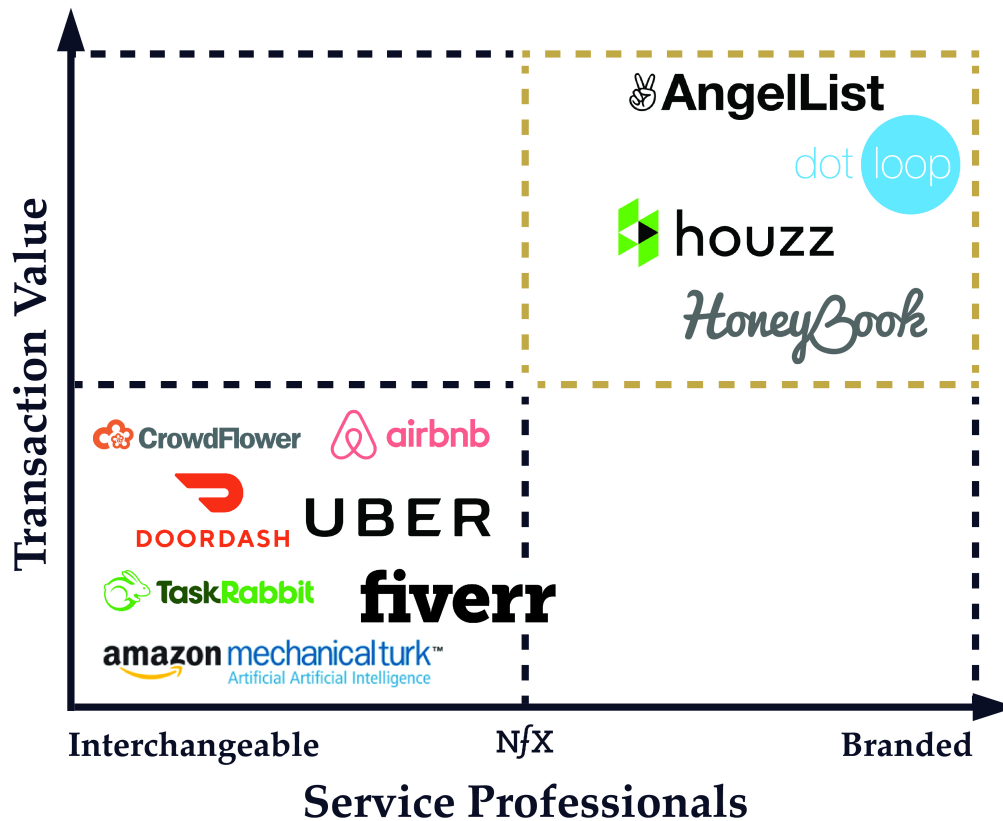 Transaction Value
AngelList
dot loop
houzz
HoneyBook
CrowdFlower
airbnb
DOORDASH
UBER
TaskRabbit
fiverr
amazon mechanicalturk™
Artificial Artificial Intelligence
Interchangeable
NfX
Branded
Service Professionals